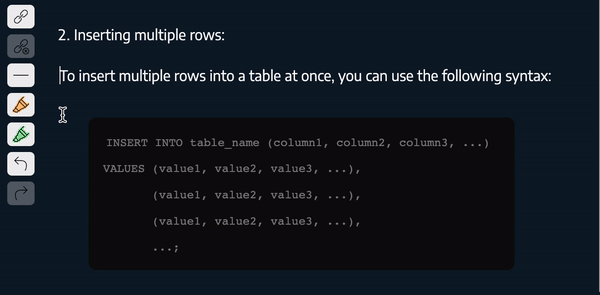 2. Inserting multiple rows:
To insert multiple rows into a table at once, you can use the following syntax:
INSERT INTO table_name (column1, column2, column3, ...)
VALUES (value1, value2, value3, ...),
(value1, value2, value3, ...),
(value1, value2, value3, ...),
...;